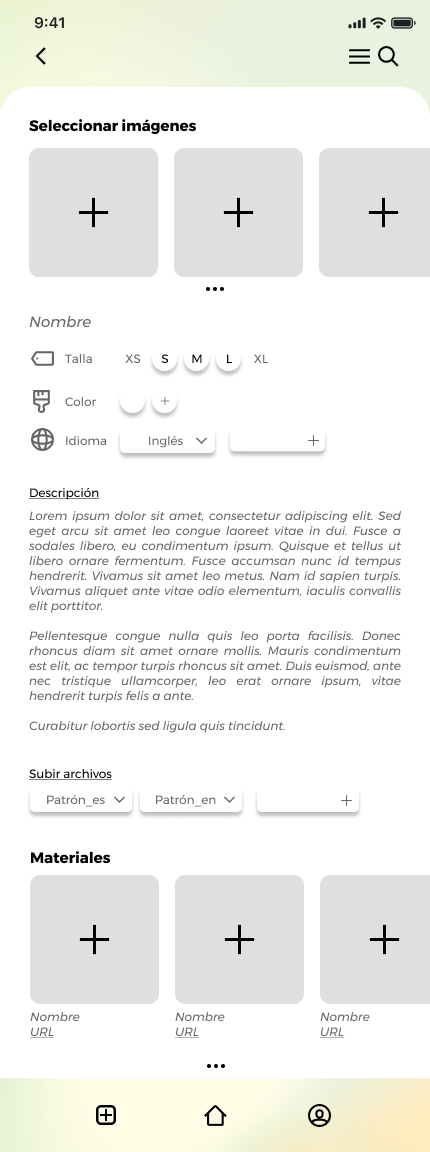 9:41
Seleccionar imágenes
Nombre
Talla XS S M L XL
Color
Idioma Inglés
Descripción
Lorem ipsum dolor sit amet, consectetur adipiscing elit. Sed
eget arcu sit amet leo congue laoreet vitae in dui. Fusce a
sodales libero, eu condimentum ipsum. Quisque et tellus ut
libero ornare fermentum. Fusce accumsan nunc id tempus
hendrerit. Vivamus sit amet leo metus. Nam id sapien turpis.
Vivamus aliquet ante vitae odio elementum, iaculis convallis
elit porttitor.
Pellentesque congue nulla quis leo porta facilisis. Donec
rhoncus diam sit amet ornare mollis. Mauris condimentum
est elit, ac tempor turpis rhoncus sit amet. Duis euismod, ante
nec tristique ullamcorper, leo erat ornare ipsum, vitae
hendrerit turpis felis a ante.
Curabitur lobortis sed ligula quis tincidunt.
Subir archivos
Patrón_es Patrón_en
Materiales
Nombre Nombre Nombre
URL URL URL